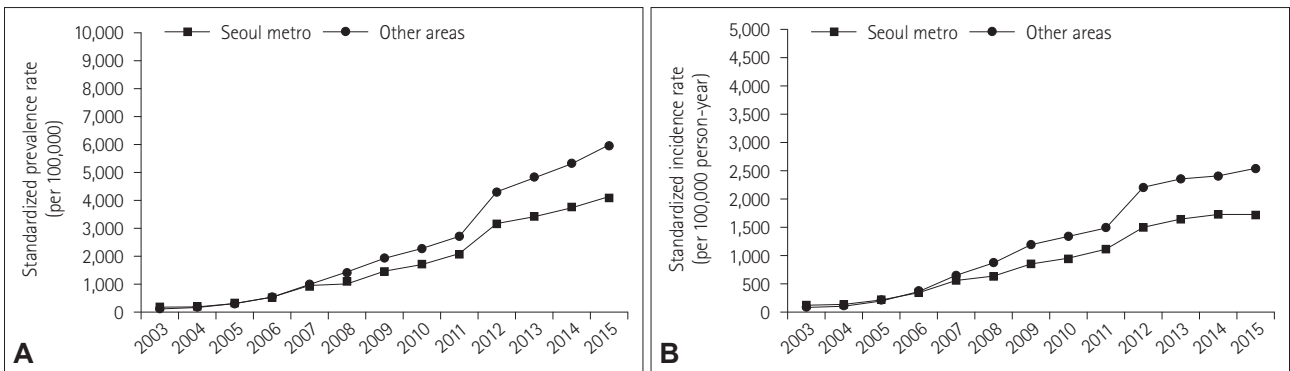 Seoul metro Other areas
10,000
9,000
8,000
7,000
6,000
5,000
4,000
3,000
2,000
1,000
0
Standardized prevalence rate
(per 100,000)
2003 2004 2005 2006 2007 2008 2009 2010 2011 2012 2013 2014 2015
A
Seoul metro Other areas
5,000
4,500
4,000
3,500
3,000
2,500
2,000
1,500
1,000
500
0
Standardized incidence rate
(per 100,000 person-year)
2003 2004 2005 2006 2007 2008 2009 2010 2011 2012 2013 2014 2015
B